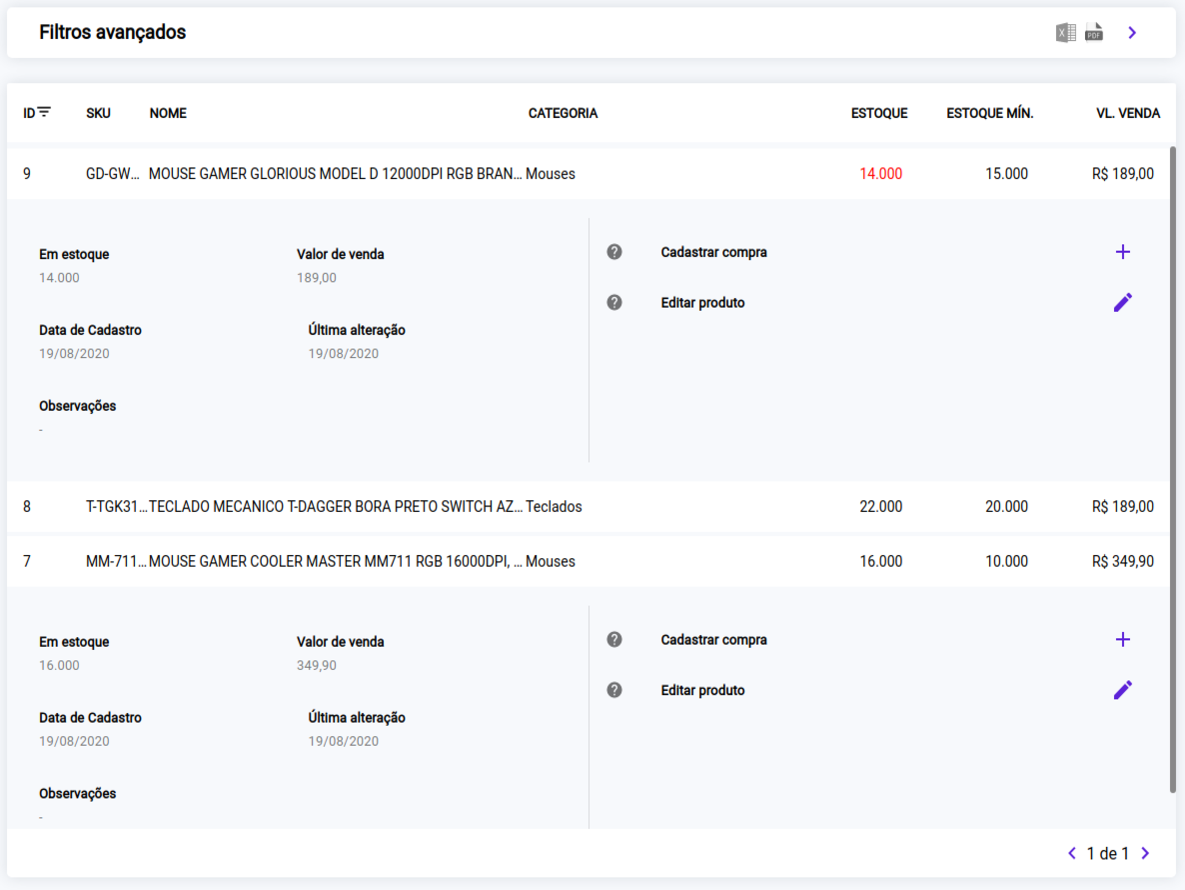 Filtros avançados
PDF
ID SKU NOME CATEGORIA ESTOQUE ESTOQUE MÍN. VL. VENDA
9 GD-GW... MOUSE GAMER GLORIOUS MODEL D 12000DPI RGB BRAN... Mouses 14.000 15.000 R$ 189,00
Em estoque Valor de venda
14.000 189,00
Data de Cadastro Última alteração
19/08/2020 19/08/2020
Observações
-
Cadastrar compra
Editar produto
8 T-TGK31... TECLADO MECANICO T-DAGGER BORA PRETO SWITCH AZ... Teclados 22.000 20.000 R$ 189,00
7 MM-711... MOUSE GAMER COOLER MASTER MM711 RGB 16000DPI, ... Mouses 16.000 10.000 R$ 349,90
Em estoque Valor de venda
16.000 349,90
Data de Cadastro Última alteração
19/08/2020 19/08/2020
Observações
-
Cadastrar compra
Editar produto
1 de 1